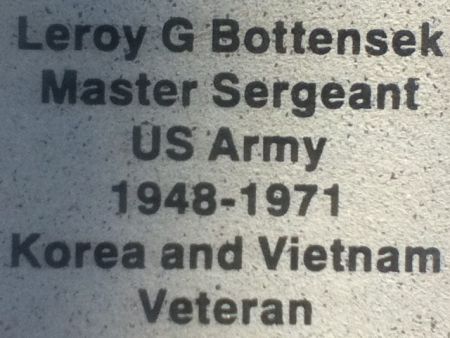 Leroy G Bottensek
Master Sergeant
US Army
1948-1971
Korea and Vietnam
Veteran